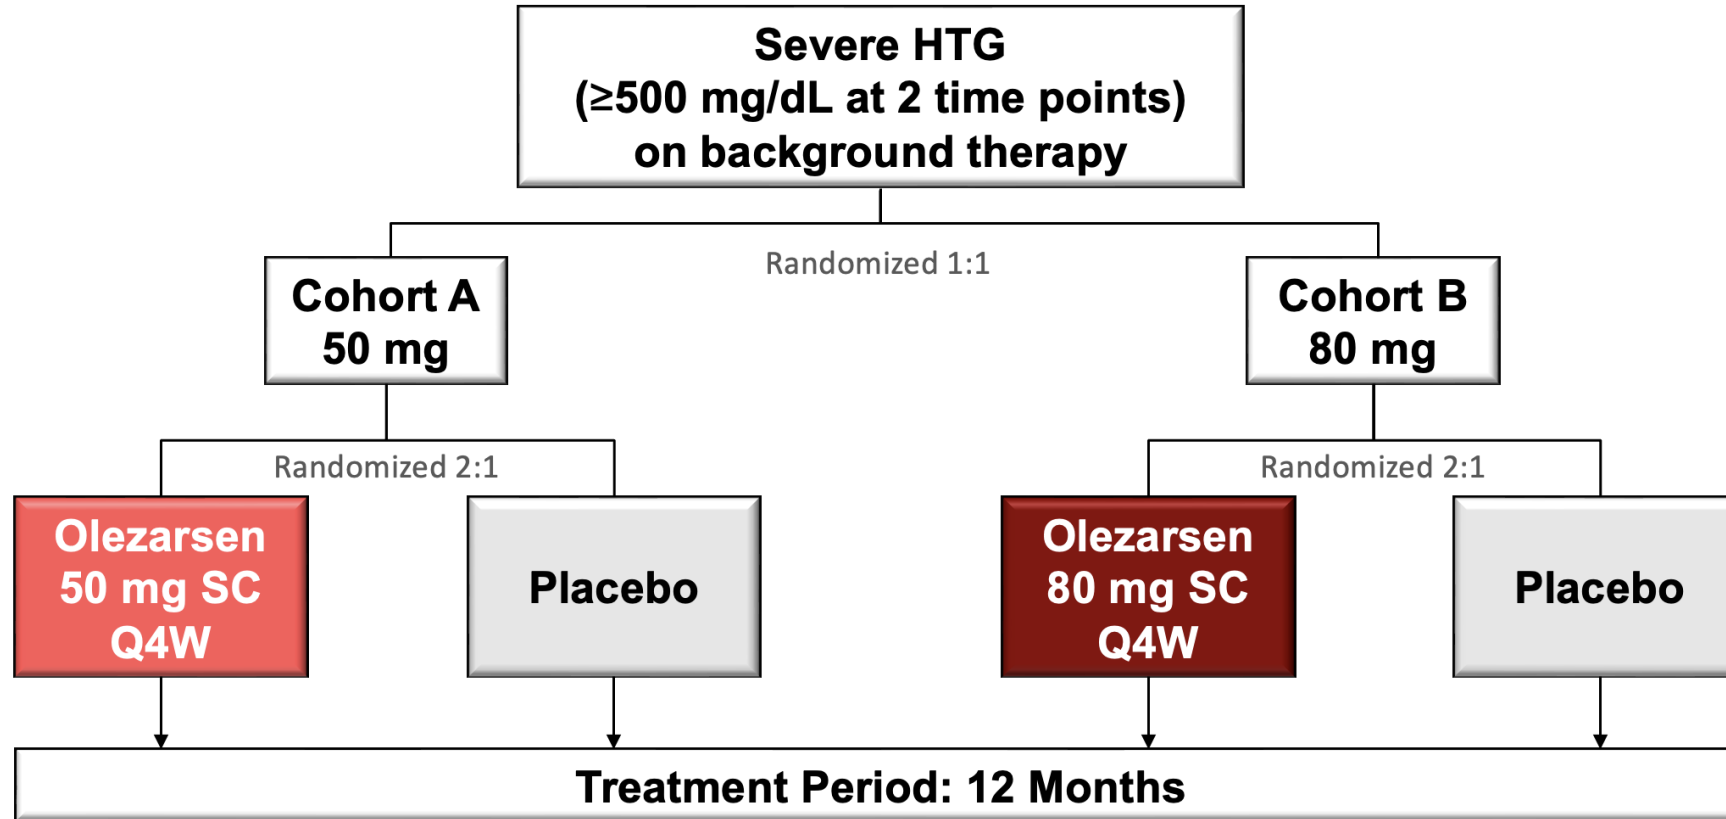 Severe HTG
(≥500 mg/dL at 2 time points)
on background therapy
Randomized 1:1
Cohort A
50 mg
Cohort B
80 mg
Randomized 2:1
Randomized 2:1
Olezarsen
50 mg SC
Q4W
Placebo
Olezarsen
80 mg SC
Q4W
Placebo
Treatment Period: 12 Months